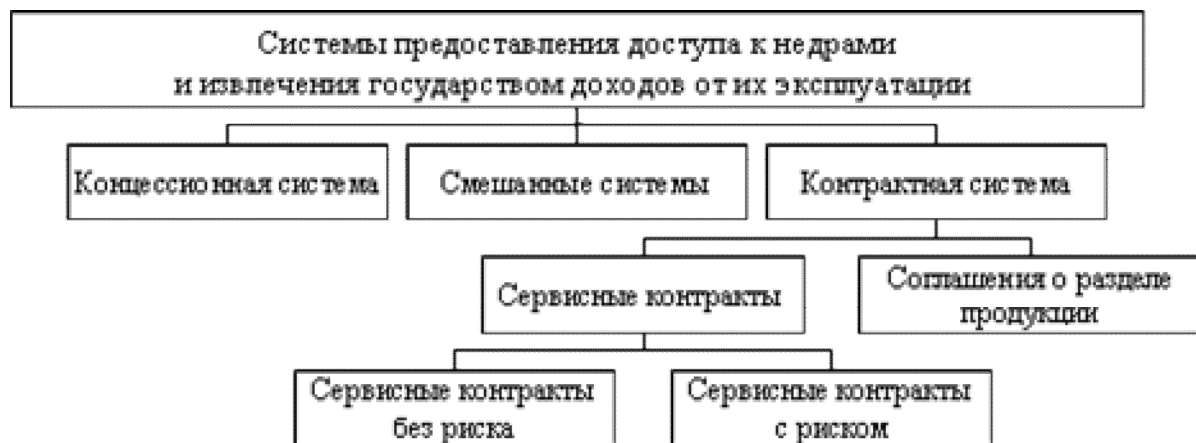 Системы предоставления доступа к недрами
и извлечения государством доходов от их эксплуатации
Концессионная система
Смешанные системы
Контрактная система
Сервисные контракты
Соглашения о разделе
продукции
Сервисные контракты
без риска
Сервисные контракты
с риском